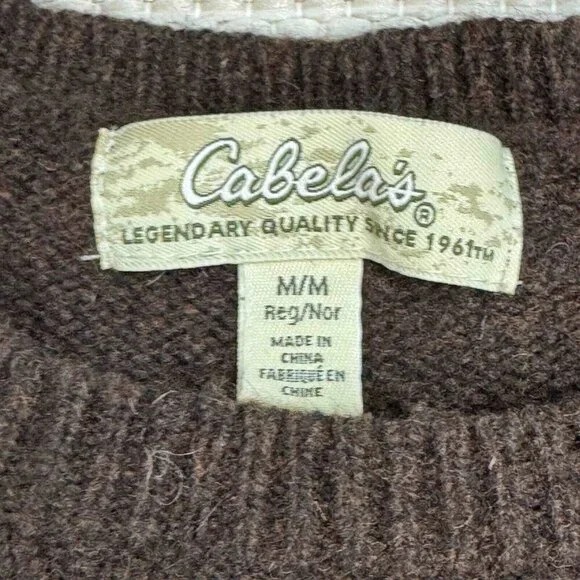 Cabela's®
LEGENDARY QUALITY SINCE 1961™
M/M
Reg/Nor
MADE IN
CHINA
FABRIQUÉ EN
CHINE